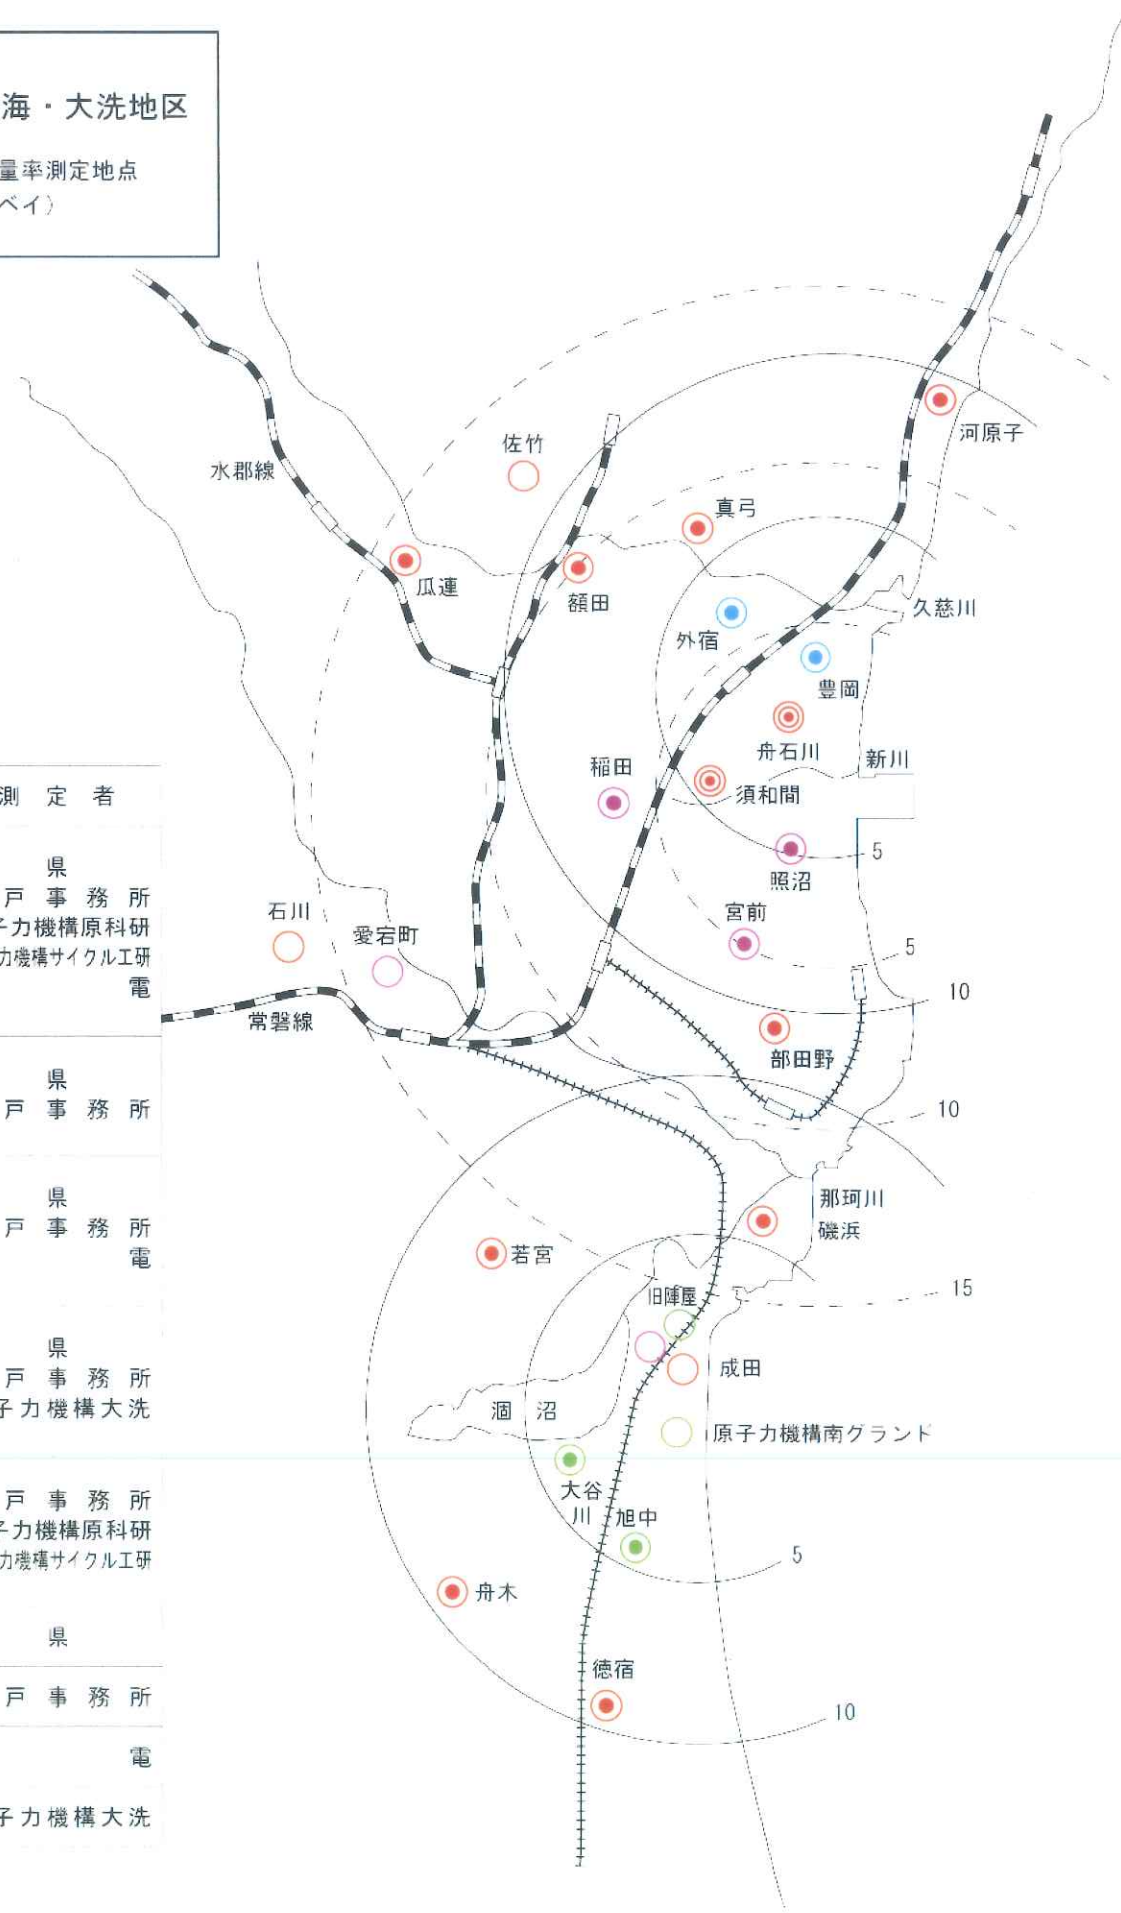 海・大洗地区
量率測定地点
ベイ）
河原子
佐竹
水郡線
真弓
瓜連
額田
久慈川
外宿
豊岡
舟石川
新川
稲田
須和間
測定者
5
県
照沼
戸事務所
石川
宮前
子力機構原科研
愛宕町
5
力機構サイクル工研
電
10
常磐線
部田野
県
戸事務所
10
県
那珂川
戸事務所
磯浜
電
若宮
15
旧陣屋
県
成田
戸事務所
子力機構大洗
涸沼
原子力機構南グランド
大谷川
戸事務所
旭中
子力機構原科研
5
力機構サイクル工研
舟木
県
徳宿
戸事務所
10
電
子力機構大洗